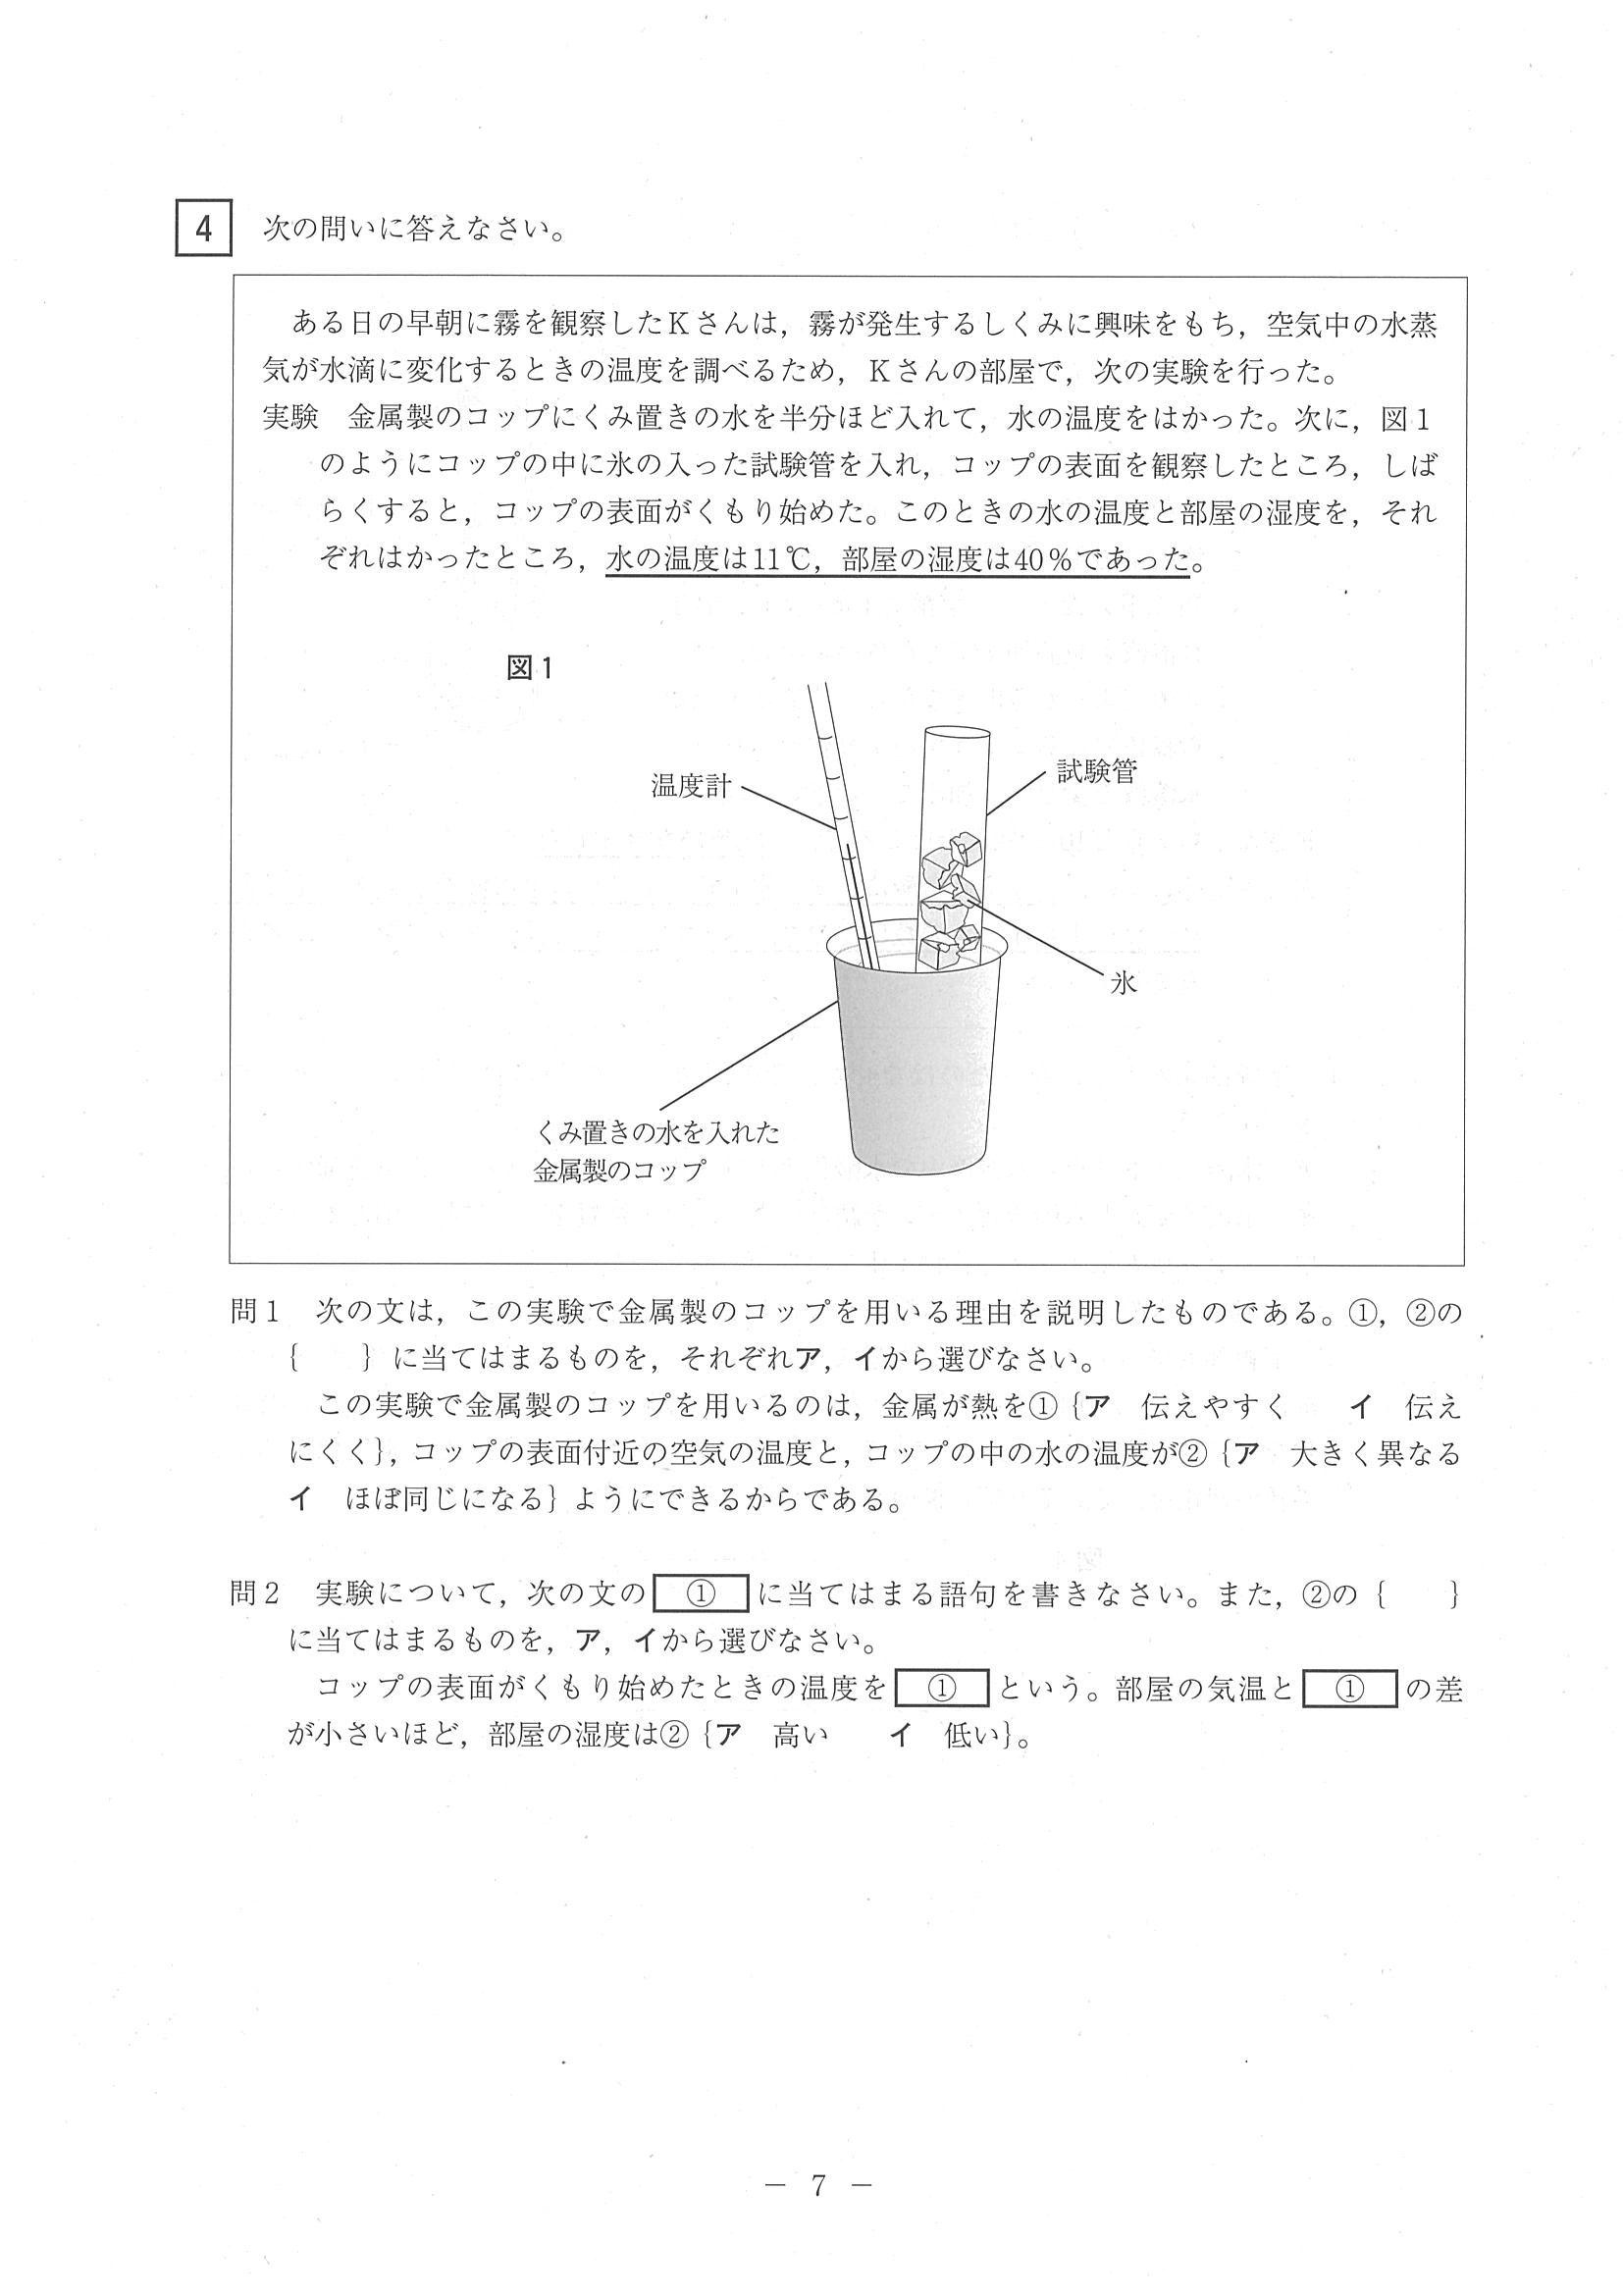 4 次の問いに答えなさい。
ある日の早朝に霧を観察したKさんは，霧が発生するしくみに興味をもち，空気中の水蒸
気が水滴に変化するときの温度を調べるため，Kさんの部屋で，次の実験を行った。
実験　金属製のコップにくみ置きの水を半分ほど入れて，水の温度をはかった。次に，図1
のようにコップの中に氷の入った試験管を入れ，コップの表面を観察したところ，しば
らくすると，コップの表面がくもり始めた。このときの水の温度と部屋の湿度を，それ
ぞれはかったところ，水の温度は11℃，部屋の湿度は40％であった。
図1
温度計
試験管
氷
くみ置きの水を入れた
金属製のコップ
問1　次の文は，この実験で金属製のコップを用いる理由を説明したものである。①，②の
{　　}に当てはまるものを，それぞれア，イから選びなさい。
この実験で金属製のコップを用いるのは，金属が熱を①{ア　伝えやすく　　イ　伝え
にくく}，コップの表面付近の空気の温度と，コップの中の水の温度が②{ア　大きく異なる
イ　ほぼ同じになる}ようにできるからである。
問2　実験について，次の文の ① に当てはまる語句を書きなさい。また，②の{　　}
に当てはまるものを，ア，イから選びなさい。
コップの表面がくもり始めたときの温度を ① という。部屋の気温と ① の差
が小さいほど，部屋の湿度は②{ア　高い　　イ　低い}。
－ 7 －